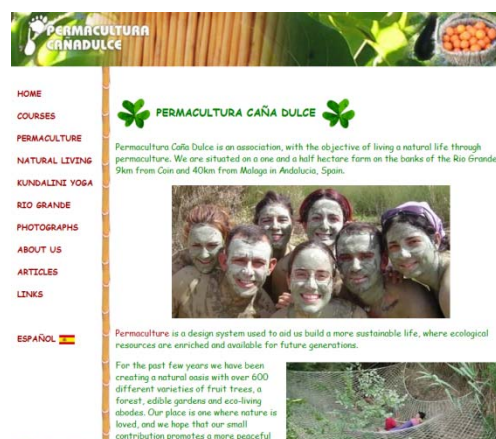 PERMACULTURA
CAÑADULCE
HOME
COURSES
PERMACULTURE
NATURAL LIVING
KUNDALINI YOGA
RIO GRANDE
PHOTOGRAPHS
ABOUT US
ARTICLES
LINKS
ESPAÑOL
PERMACULTURA CAÑA DULCE
Permacultura Caña Dulce is an association, with the objective of living a natural life through
permaculture. We are situated on a one and a half hectare farm on the banks of the Rio Grande
9km from Coin and 40km from Malaga in Andalucia, Spain.
Permaculture is a design system used to aid us build a more sustainable life, where ecological
resources are enriched and available for future generations.
For the past few years we have been
creating a natural oasis with over 600
different varieties of fruit trees, a
forest, edible gardens and eco-living
abodes. Our place is one where nature is
loved, and we hope that our small
contribution promotes a more peaceful